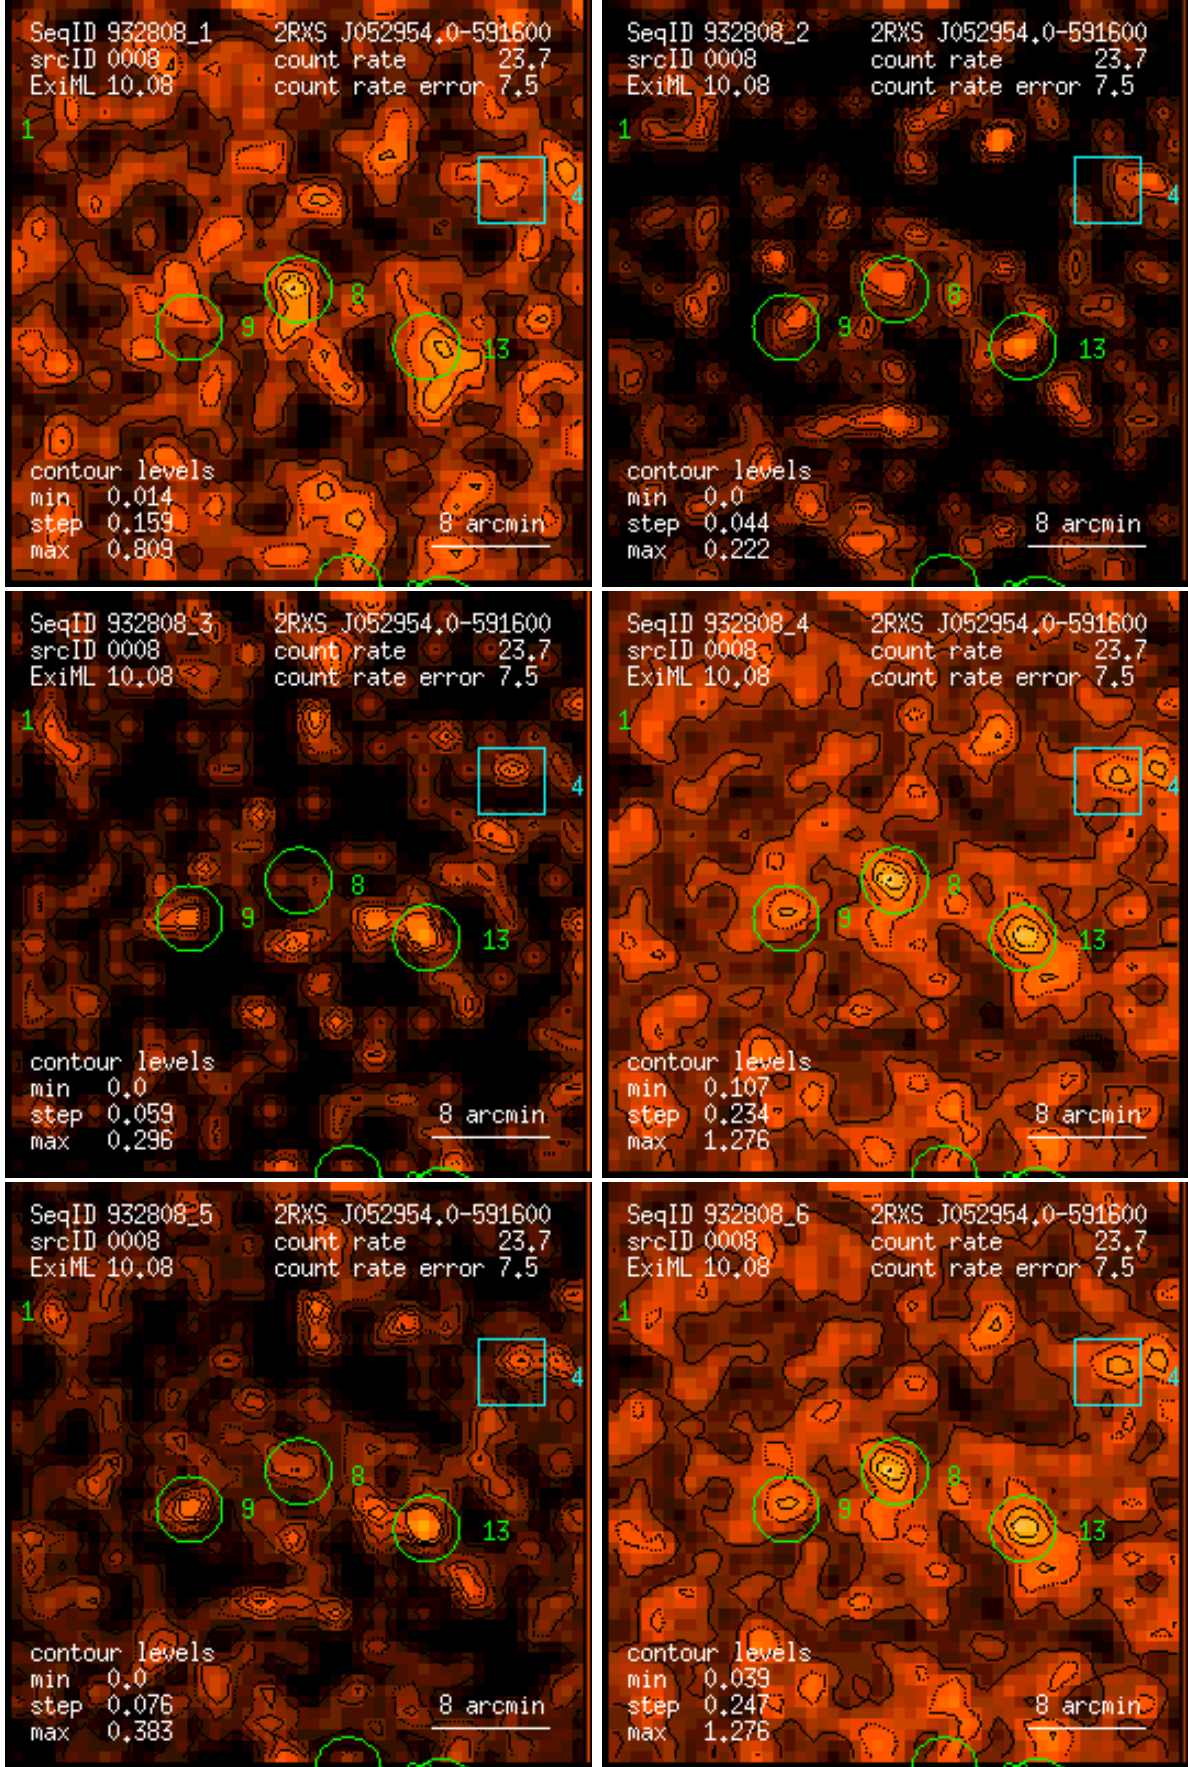 SeqID 932808_1 2RXS J052954.0-591600
srcID 0008 count rate 23.7
ExiML 10.08 count rate error 7.5
1
4
8
9
13
contour levels
min 0.014
step 0.159
max 0.809
8 arcmin
SeqID 932808_2 2RXS J052954.0-591600
srcID 0008 count rate 23.7
ExiML 10.08 count rate error 7.5
1
4
8
9
13
contour levels
min 0.0
step 0.044
max 0.222
8 arcmin
SeqID 932808_3 2RXS J052954.0-591600
srcID 0008 count rate 23.7
ExiML 10.08 count rate error 7.5
1
4
8
9
13
contour levels
min 0.0
step 0.059
max 0.296
8 arcmin
SeqID 932808_4 2RXS J052954.0-591600
srcID 0008 count rate 23.7
ExiML 10.08 count rate error 7.5
1
4
8
9
13
contour levels
min 0.107
step 0.234
max 1.276
8 arcmin
SeqID 932808_5 2RXS J052954.0-591600
srcID 0008 count rate 23.7
ExiML 10.08 count rate error 7.5
1
4
8
9
13
contour levels
min 0.0
step 0.076
max 0.383
8 arcmin
SeqID 932808_6 2RXS J052954.0-591600
srcID 0008 count rate 23.7
ExiML 10.08 count rate error 7.5
1
4
8
9
13
contour levels
min 0.039
step 0.247
max 1.276
8 arcmin